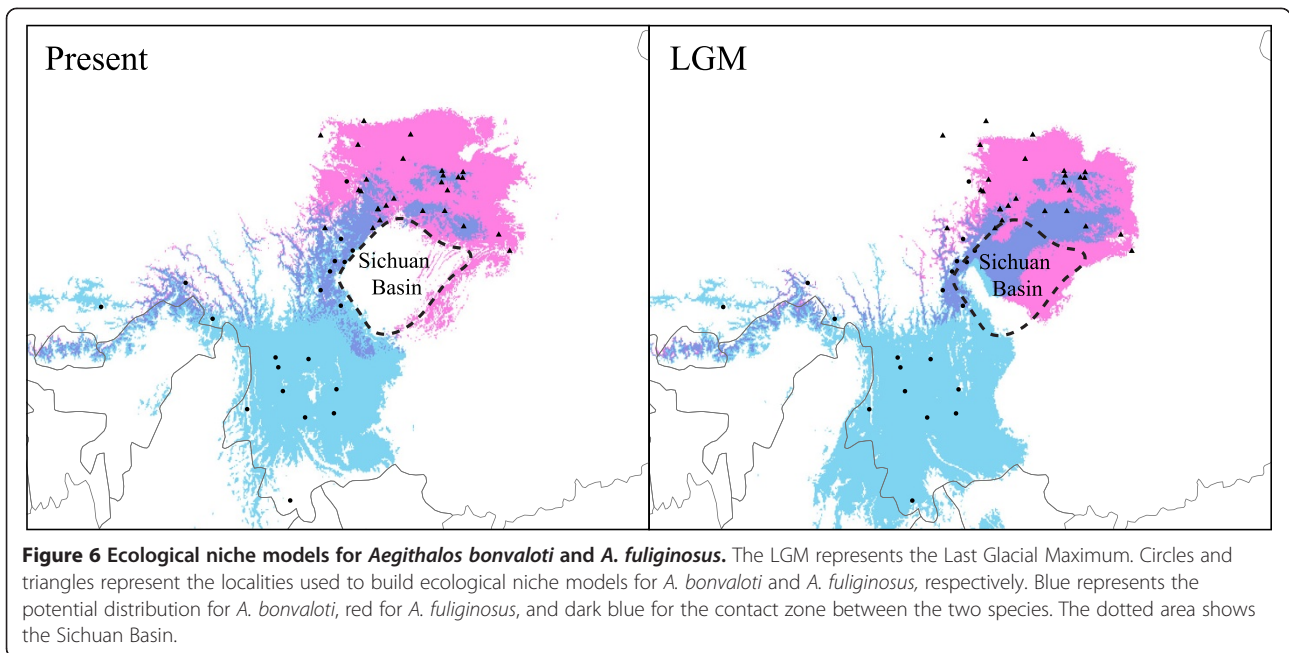 Present
LGM
Sichuan
Basin
Sichuan
Basin
Figure 6 Ecological niche models for Aegithalos bonvaloti and A. fuliginosus. The LGM represents the Last Glacial Maximum. Circles and
triangles represent the localities used to build ecological niche models for A. bonvaloti and A. fuliginosus, respectively. Blue represents the
potential distribution for A. bonvaloti, red for A. fuliginosus, and dark blue for the contact zone between the two species. The dotted area shows
the Sichuan Basin.